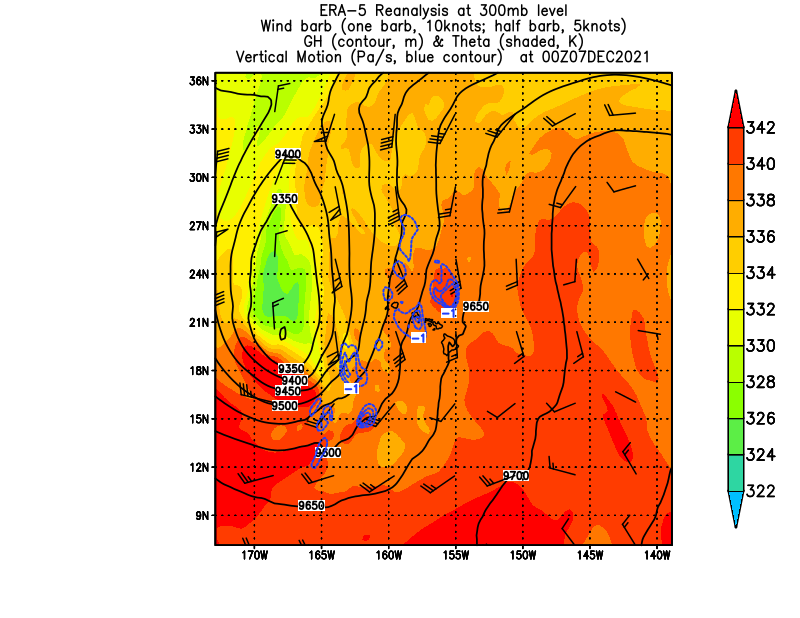 ERA-5 Reanalysis at 300mb level
Wind barb (one barb, 10knots; half barb, 5knots)
GH (contour, m) & Theta (shaded, K)
Vertical Motion (Pa/s, blue contour)  at 00Z07DEC2021
36N
33N
30N
27N
24N
21N
18N
15N
12N
9N
9400
9350
9650
-1
-1
9350
9400
9450
-1
9500
9600
9700
9650
170W 165W 160W 155W 150W 145W 140W
342
340
338
336
334
332
330
328
326
324
322